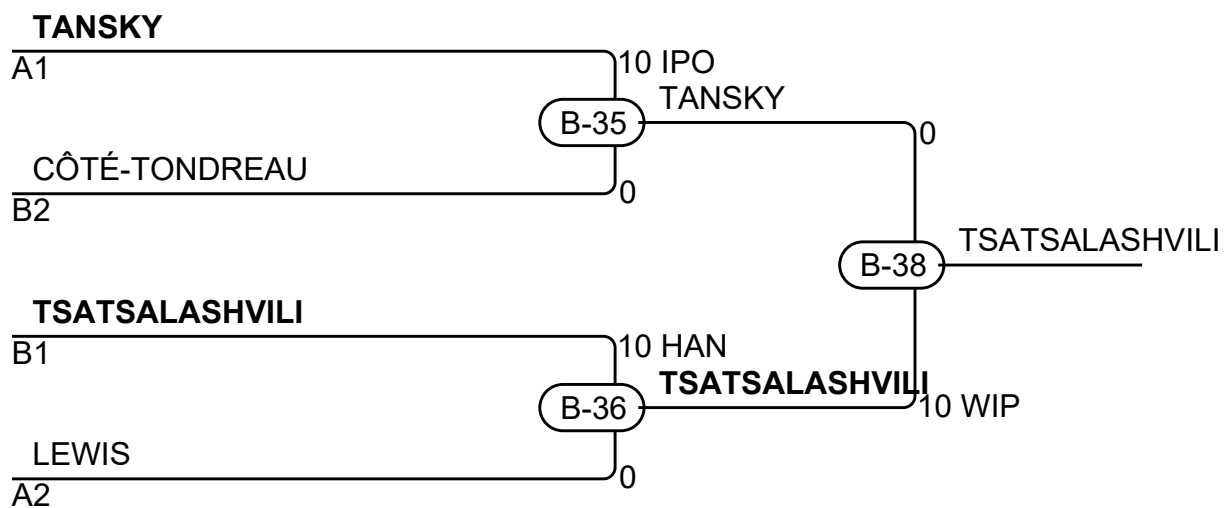 TANSKY
A1
10 IPO
TANSKY
B-35
0
CÔTÉ-TONDREAU
B2
0
TSATSALASHVILI
B-38
TSATSALASHVILI
B1
10 HAN
TSATSALASHVILI
B-36
10 WIP
LEWIS
A2
0